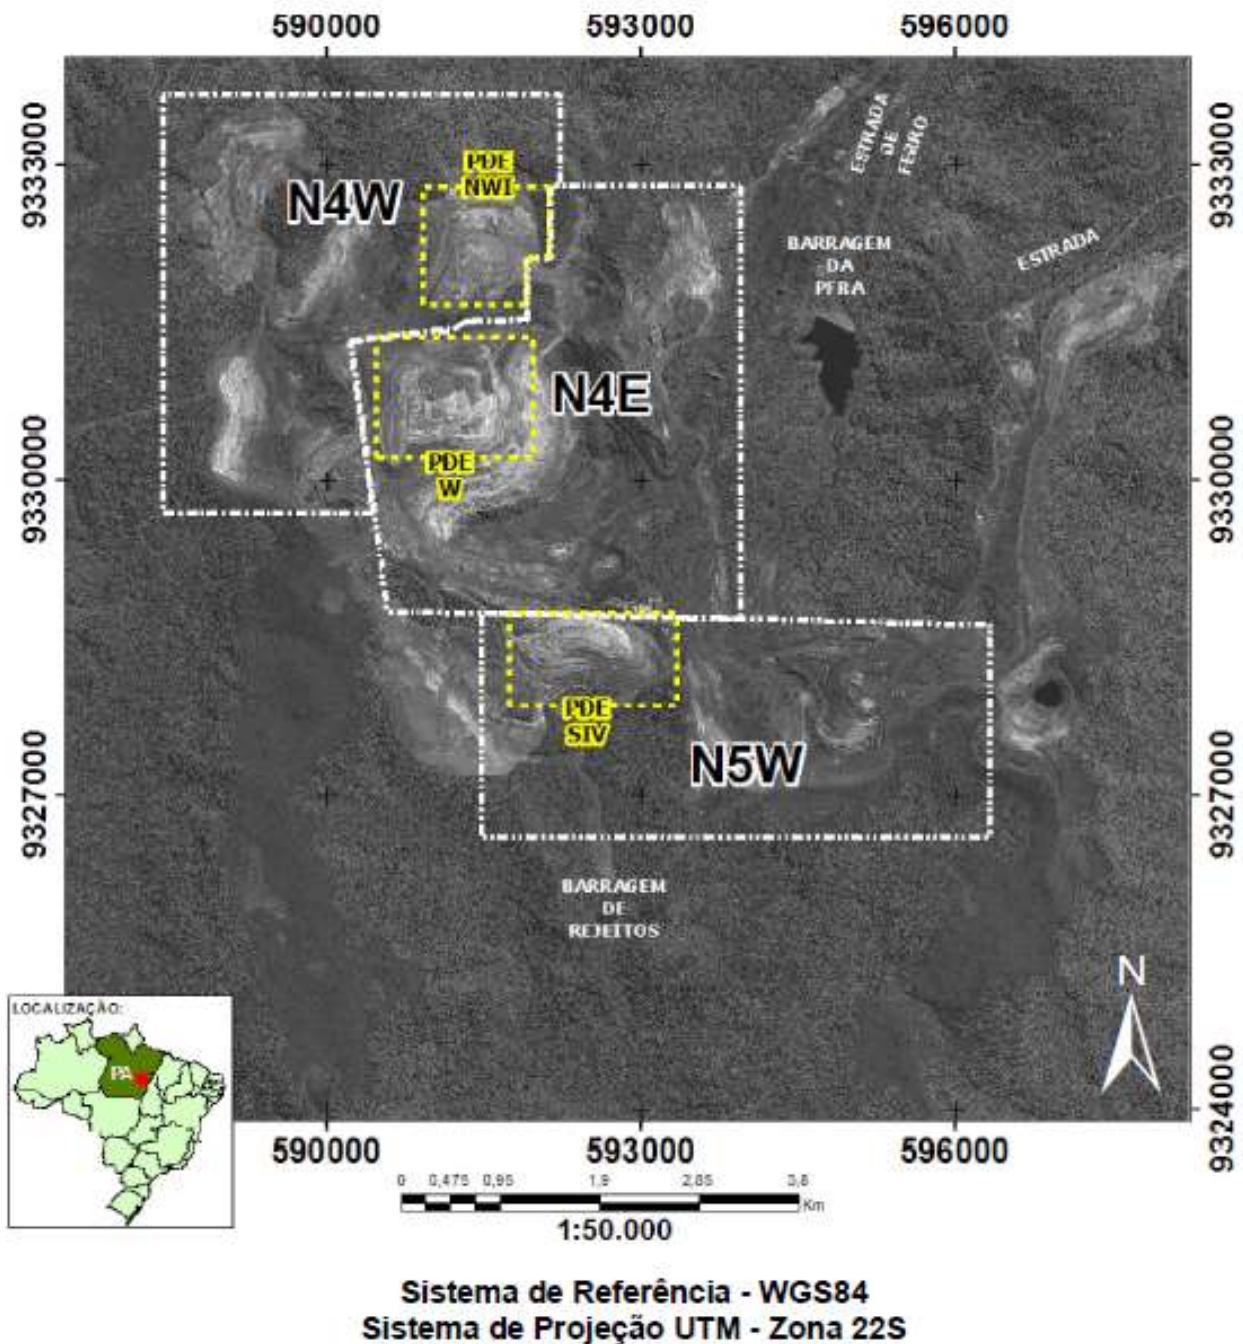 590000 593000 596000
9333000
9333000
ESTRADA
DE
FERRO
PDE
NWI
N4W
BARRAGEM
DA
PERA
ESTRADA
N4E
9330000
9330000
PDE
W
PDE
SIV
N5W
9327000
9327000
BARRAGEM
DE
REJEITOS
N
LOCALIZAÇÃO:
PA
9324000
590000 593000 596000
0 0,475 0,95 1,9 2,85 3,8
Km
1:50.000
Sistema de Referência - WGS84
Sistema de Projeção UTM - Zona 22S